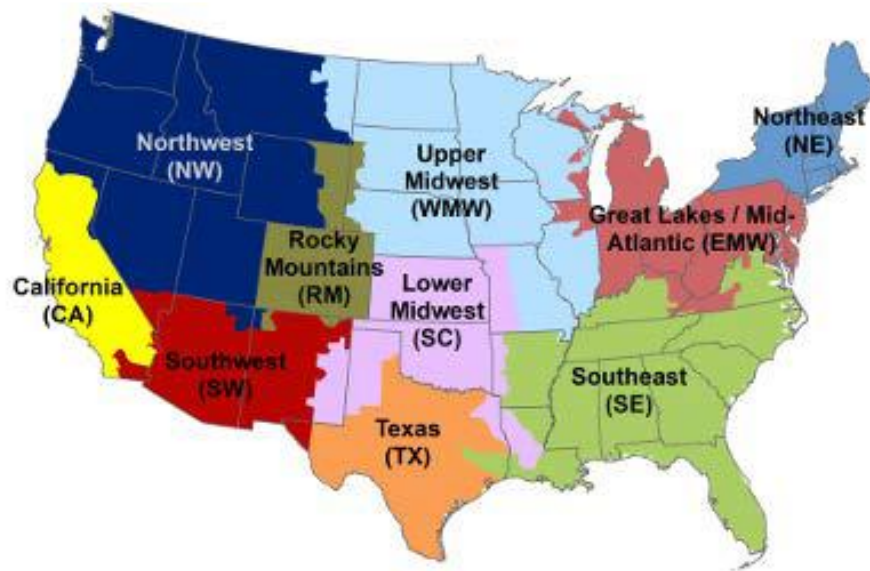 Northwest
(NW)
Upper
Midwest
(WMW)
Northeast
(NE)
Great Lakes / Mid-
Atlantic (EMW)
Rocky
Mountains
(RM)
California
(CA)
Lower
Midwest
(SC)
Southwest
(SW)
Southeast
(SE)
Texas
(TX)